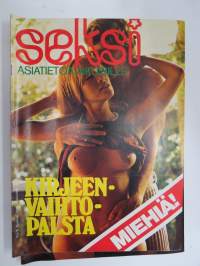 seksi
ASIATIETOA AIKUISILLE
KIRJEEN-
VAIHTO-
PALSTA
MIEHIÄ!